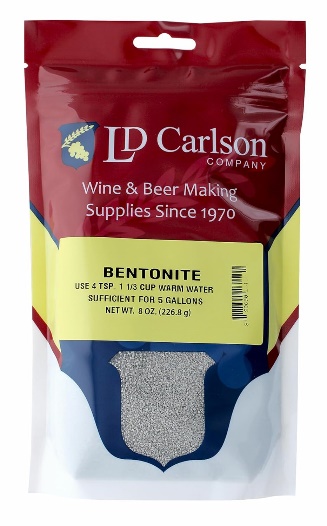 LD Carlson
COMPANY
Wine & Beer Making
Supplies Since 1970
BENTONITE
USE 4 TSP. 1 1/3 CUP WARM WATER
SUFFICIENT FOR 5 GALLONS
NET WT. 8 OZ. (226.8 g)